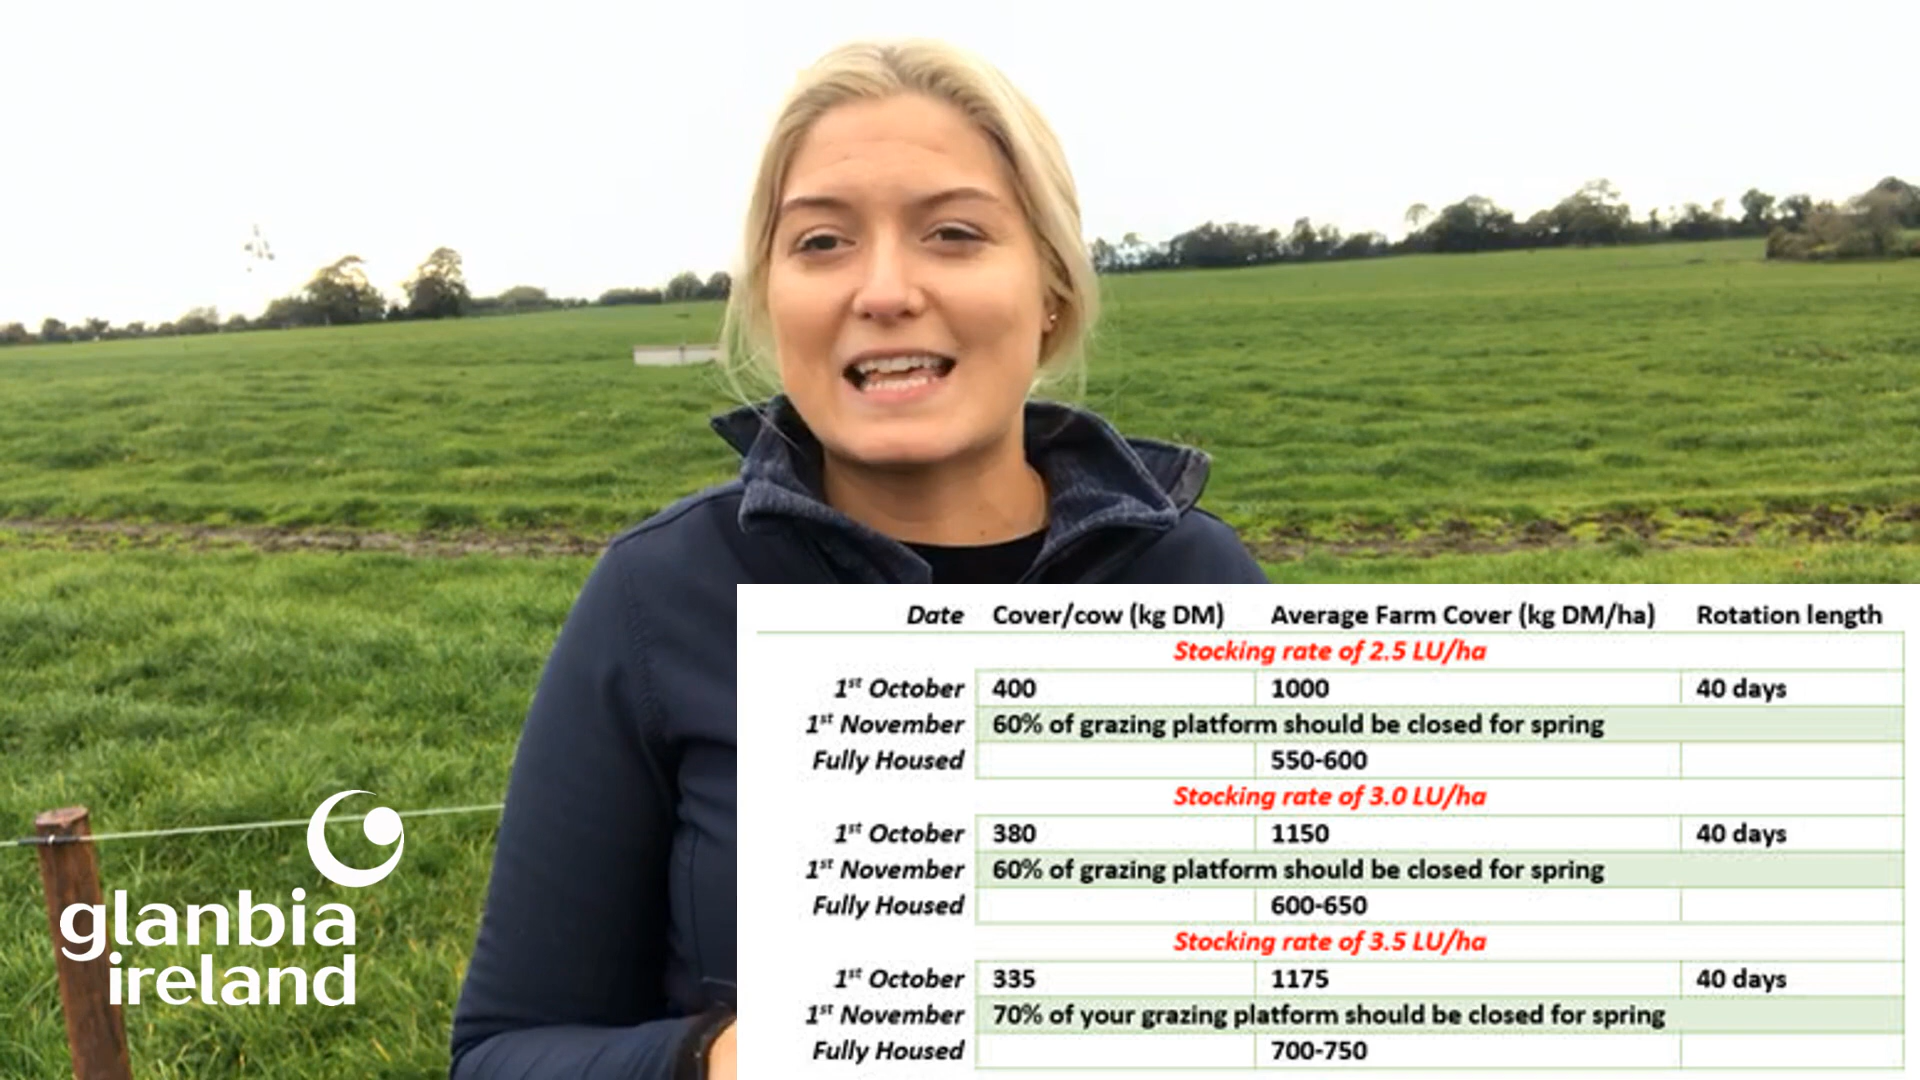 Date Cover/cow (kg DM) Average Farm Cover (kg DM/ha) Rotation length
Stocking rate of 2.5 LU/ha
1st October 400 1000 40 days
1st November 60% of grazing platform should be closed for spring
Fully Housed 550-600
Stocking rate of 3.0 LU/ha
1st October 380 1150 40 days
1st November 60% of grazing platform should be closed for spring
Fully Housed 600-650
Stocking rate of 3.5 LU/ha
1st October 335 1175 40 days
1st November 70% of your grazing platform should be closed for spring
Fully Housed 700-750
glanbia
ireland